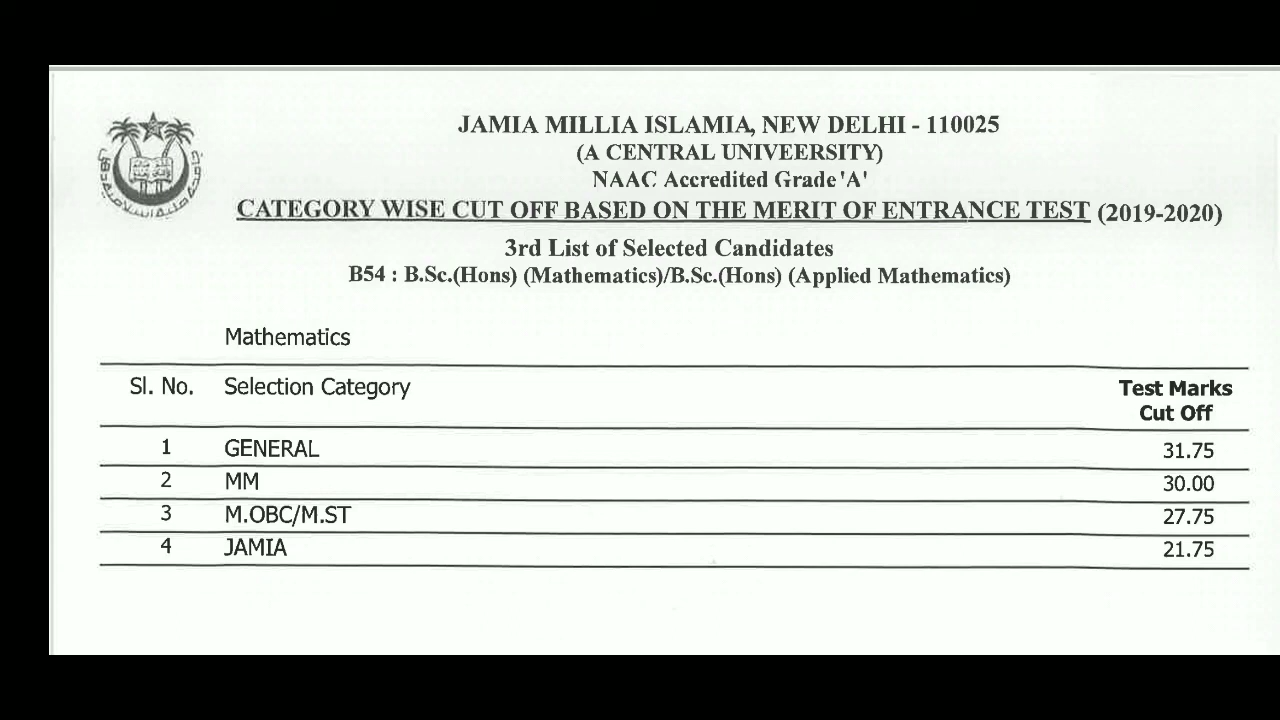 JAMIA MILLIA ISLAMIA, NEW DELHI - 110025
(A CENTRAL UNIVEERSITY)
NAAC Accredited Grade 'A'
CATEGORY WISE CUT OFF BASED ON THE MERIT OF ENTRANCE TEST (2019-2020)
3rd List of Selected Candidates
B54 : B.Sc.(Hons) (Mathematics)/B.Sc.(Hons) (Applied Mathematics)
Mathematics
Sl. No. Selection Category Test Marks
Cut Off
1 GENERAL 31.75
2 MM 30.00
3 M.OBC/M.ST 27.75
4 JAMIA 21.75